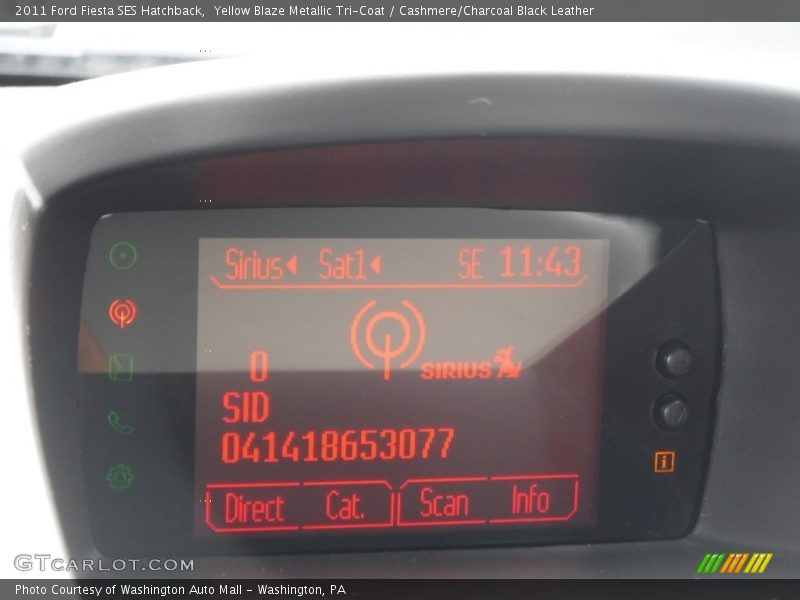 2011 Ford Fiesta SES Hatchback,  Yellow Blaze Metallic Tri-Coat / Cashmere/Charcoal Black Leather
Sirius Sat1 SE 11:43
0 SIRIUS
SID
041418653077
Direct Cat. Scan Info
i
GTCARLOT.COM
Photo Courtesy of Washington Auto Mall - Washington, PA